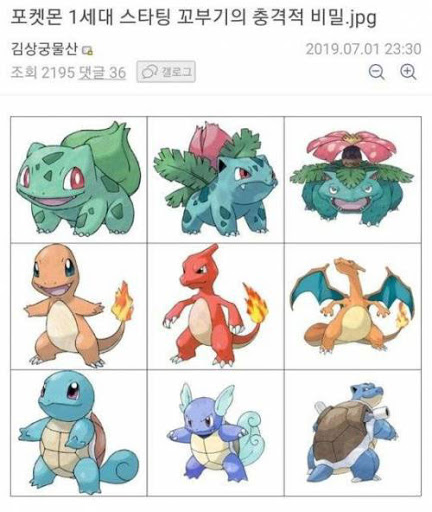 포켓몬 1세대 스타팅 꼬부기의 충격적 비밀.jpg
김상궁물산 2019.07.01 23:30
조회 2195 댓글 36 갤로그